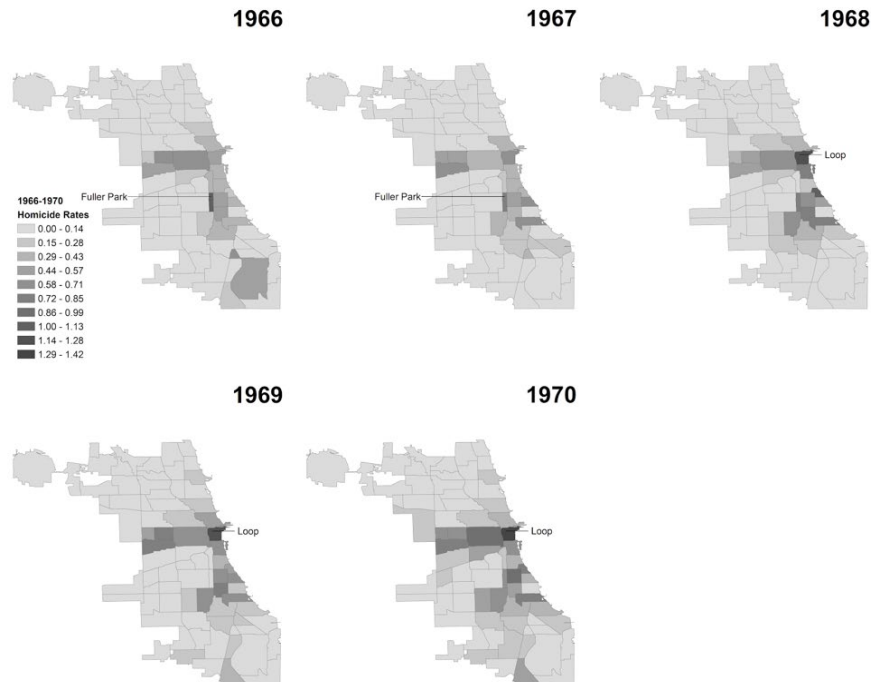 1966
1967
1968
Loop
Fuller Park
Fuller Park
1966-1970
Homicide Rates
0.00 - 0.14
0.15 - 0.28
0.29 - 0.43
0.44 - 0.57
0.58 - 0.71
0.72 - 0.85
0.86 - 0.99
1.00 - 1.13
1.14 - 1.28
1.29 - 1.42
1969
1970
Loop
Loop